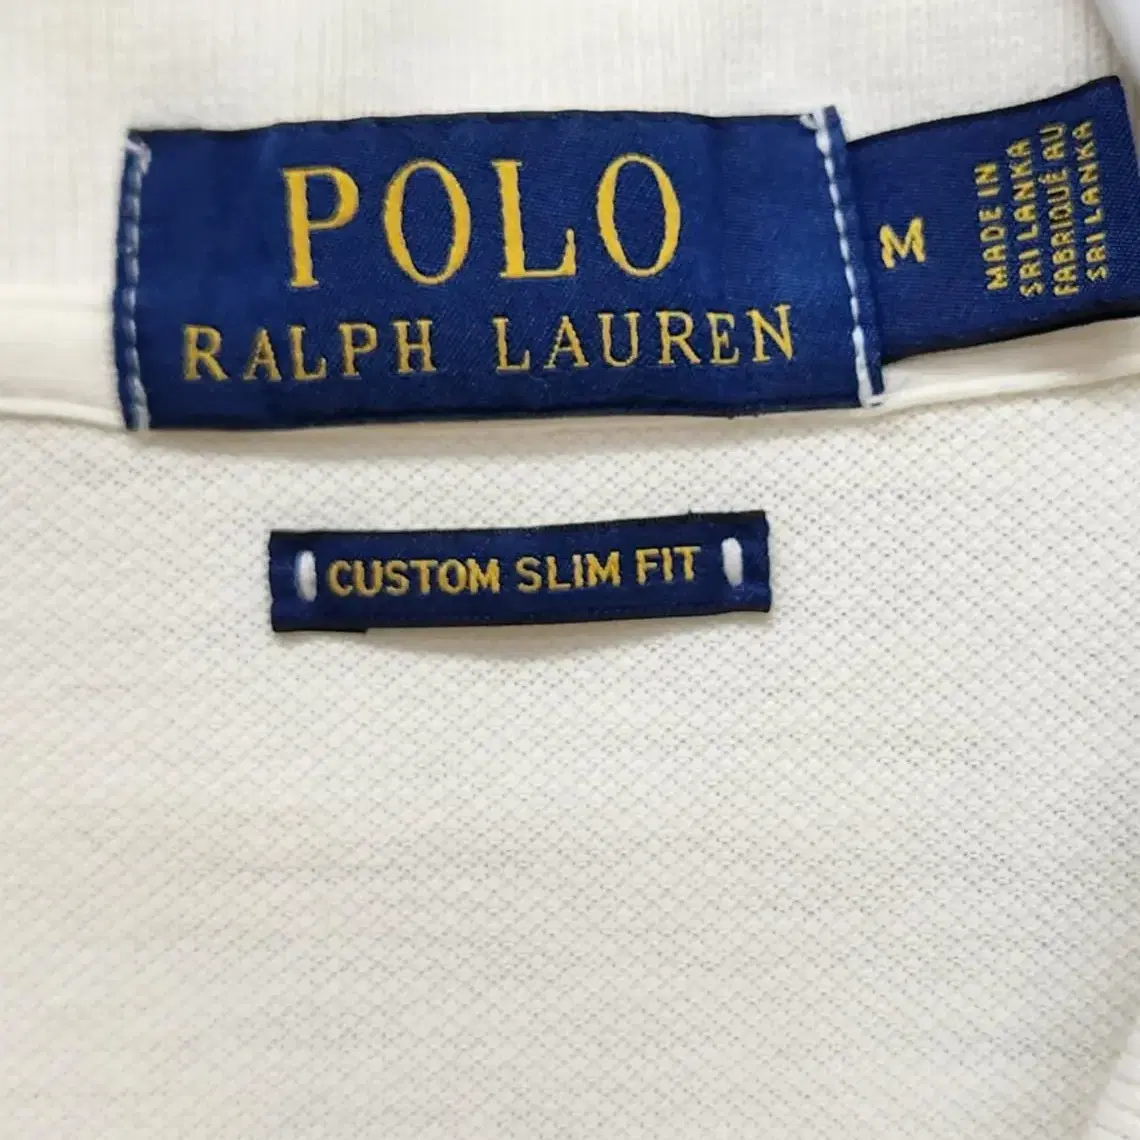 POLO
RALPH LAUREN
M
MADE IN
SRI LANKA
FABRIQUÉ AU
SRI LANKA
CUSTOM SLIM FIT